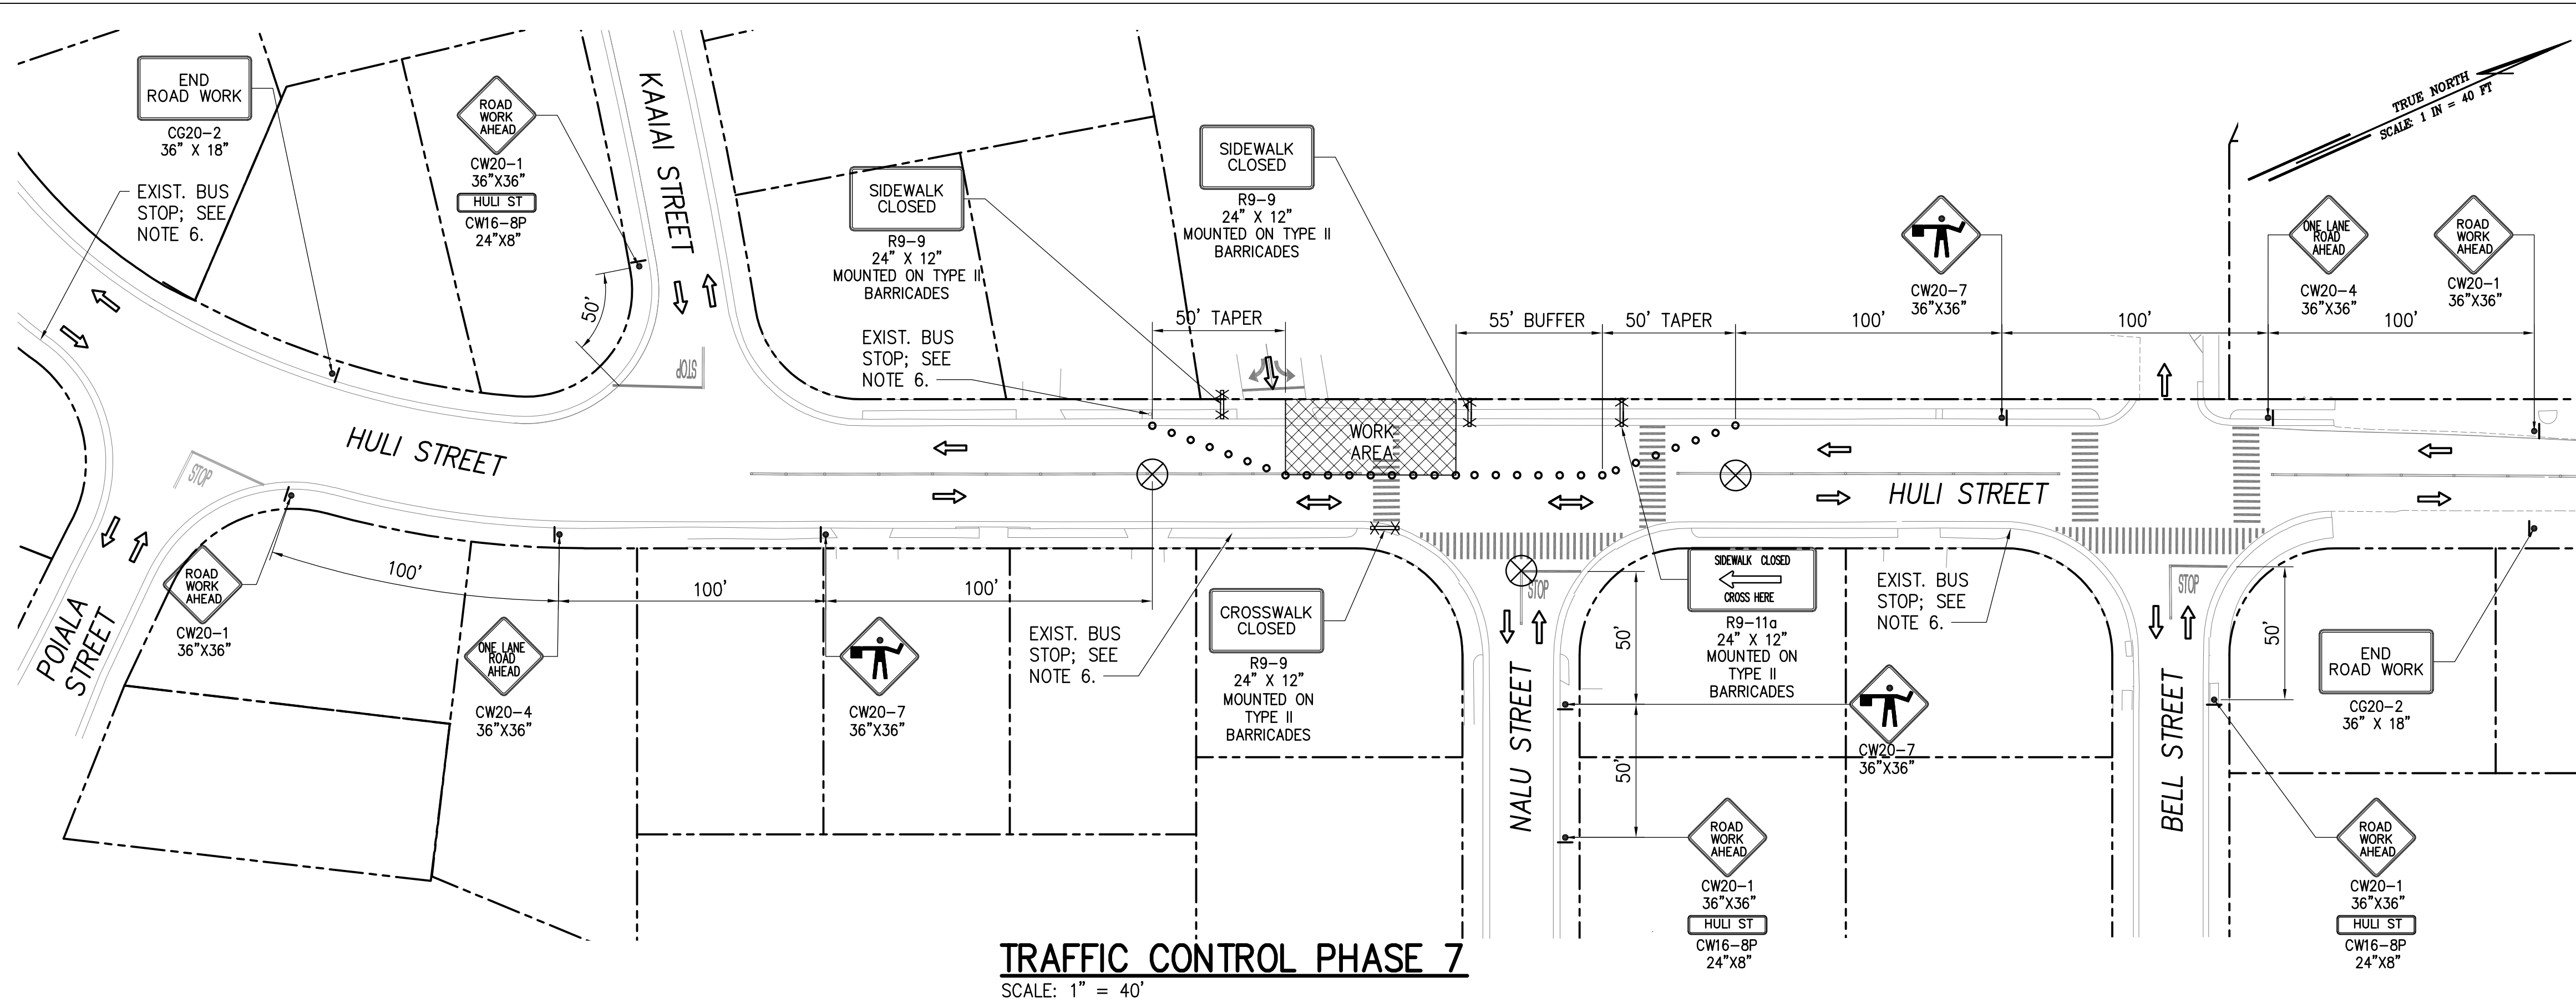 END
ROAD WORK
CG20-2
36" X 18"
EXIST. BUS
STOP; SEE
NOTE 6.
ROAD
WORK
AHEAD
CW20-1
36"X36"
HULI ST
CW16-8P
24"X8"
50'
KAAIAI STREET
STOP
SIDEWALK
CLOSED
R9-9
24" X 12"
MOUNTED ON TYPE II
BARRICADES
EXIST. BUS
STOP; SEE
NOTE 6.
SIDEWALK
CLOSED
R9-9
24" X 12"
MOUNTED ON TYPE II
BARRICADES
50' TAPER
55' BUFFER
50' TAPER
100'
100'
100'
CW20-7
36"X36"
ONE LANE
ROAD
AHEAD
CW20-4
36"X36"
ROAD
WORK
AHEAD
CW20-1
36"X36"
TRUE NORTH
SCALE: 1 IN = 40 FT
HULI STREET
WORK
AREA
HULI STREET
STOP
ROAD
WORK
AHEAD
CW20-1
36"X36"
POIALA
STREET
100'
100'
100'
ONE LANE
ROAD
AHEAD
CW20-4
36"X36"
CW20-7
36"X36"
EXIST. BUS
STOP; SEE
NOTE 6.
CROSSWALK
CLOSED
R9-9
24" X 12"
MOUNTED ON
TYPE II
BARRICADES
STOP
NALU STREET
50'
50'
SIDEWALK CLOSED
CROSS HERE
R9-11a
24" X 12"
MOUNTED ON
TYPE II
BARRICADES
EXIST. BUS
STOP; SEE
NOTE 6.
CW20-7
36"X36"
ROAD
WORK
AHEAD
CW20-1
36"X36"
HULI ST
CW16-8P
24"X8"
STOP
BELL STREET
50'
END
ROAD WORK
CG20-2
36" X 18"
ROAD
WORK
AHEAD
CW20-1
36"X36"
HULI ST
CW16-8P
24"X8"
TRAFFIC CONTROL PHASE 7
SCALE: 1" = 40'